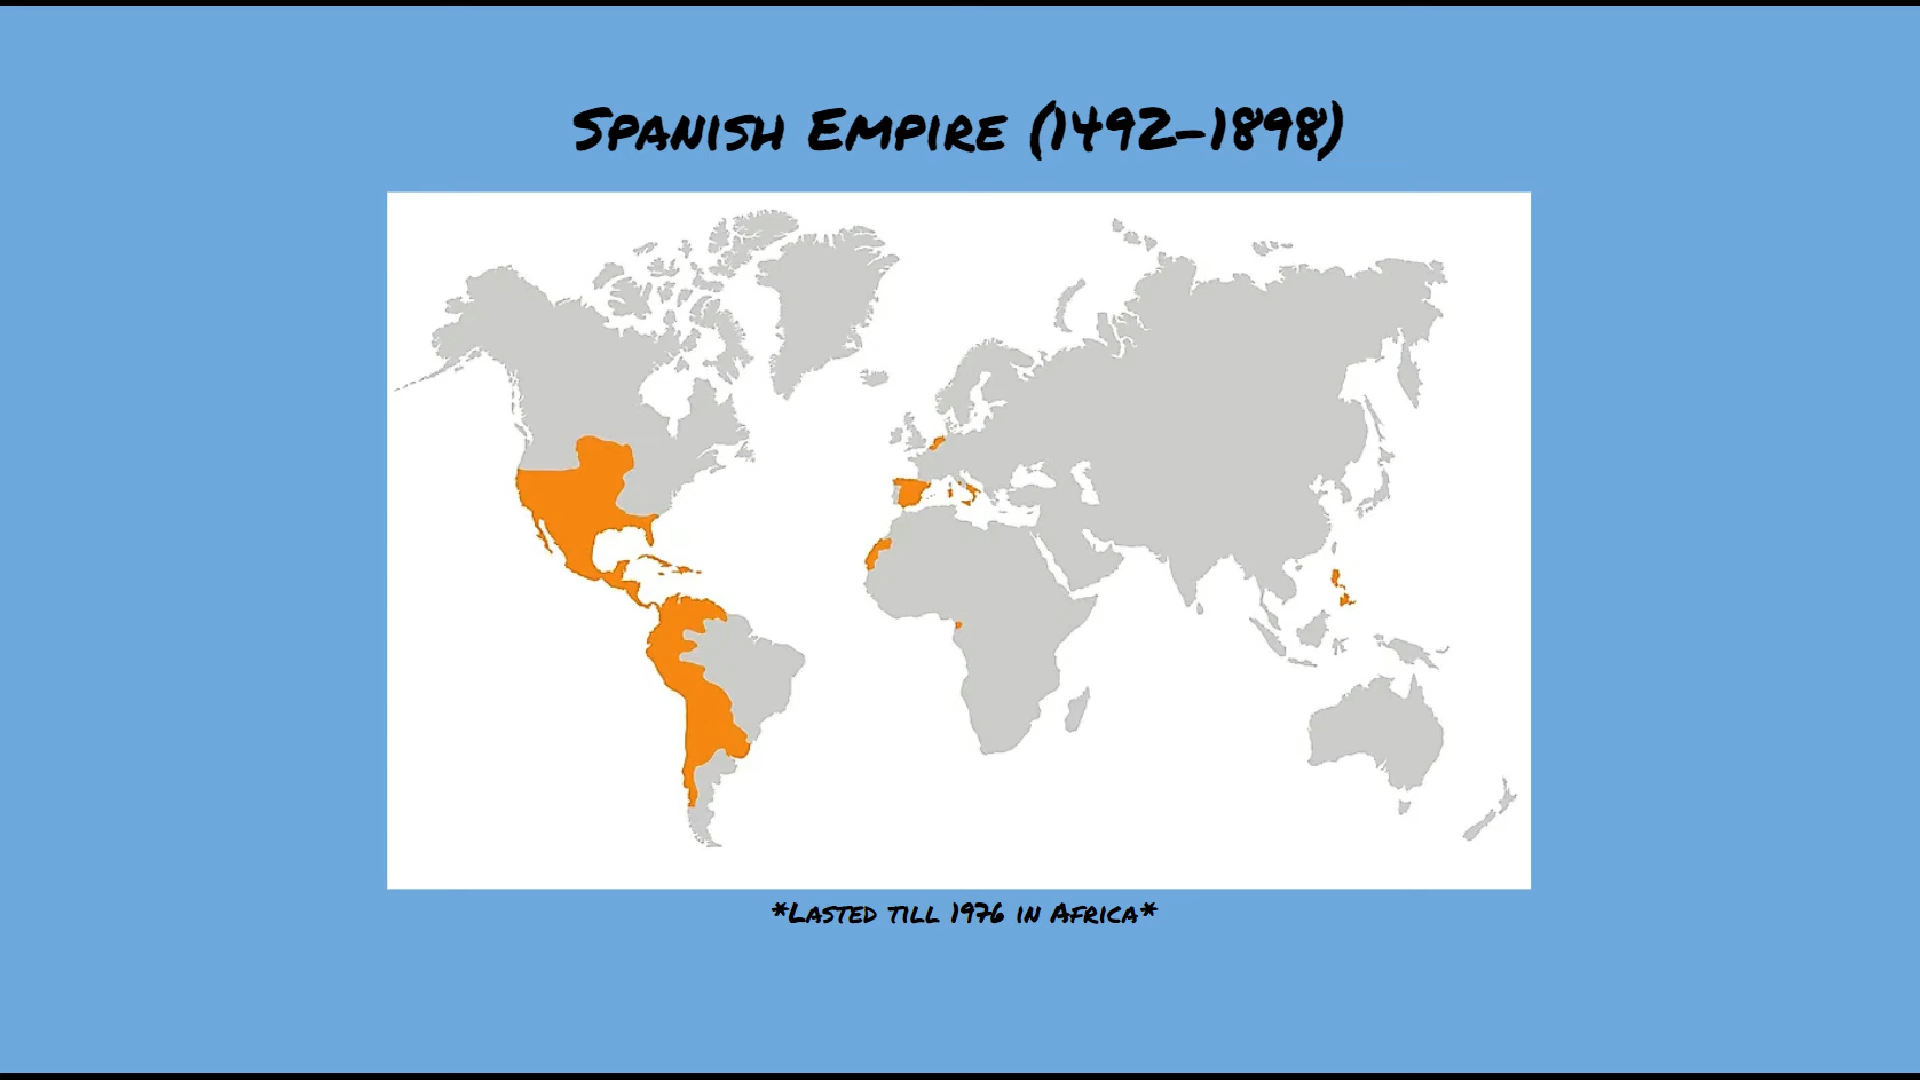 Spanish Empire (1492-1898)
*Lasted till 1976 in Africa*